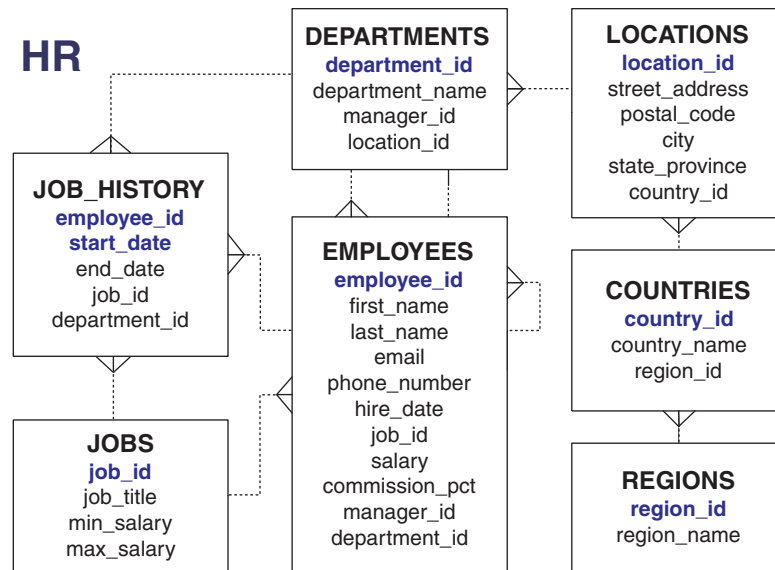 HR
DEPARTMENTS
department_id
department_name
manager_id
location_id
LOCATIONS
location_id
street_address
postal_code
city
state_province
country_id
JOB_HISTORY
employee_id
start_date
end_date
job_id
department_id
EMPLOYEES
employee_id
first_name
last_name
email
phone_number
hire_date
job_id
salary
commission_pct
manager_id
department_id
COUNTRIES
country_id
country_name
region_id
JOBS
job_id
job_title
min_salary
max_salary
REGIONS
region_id
region_name